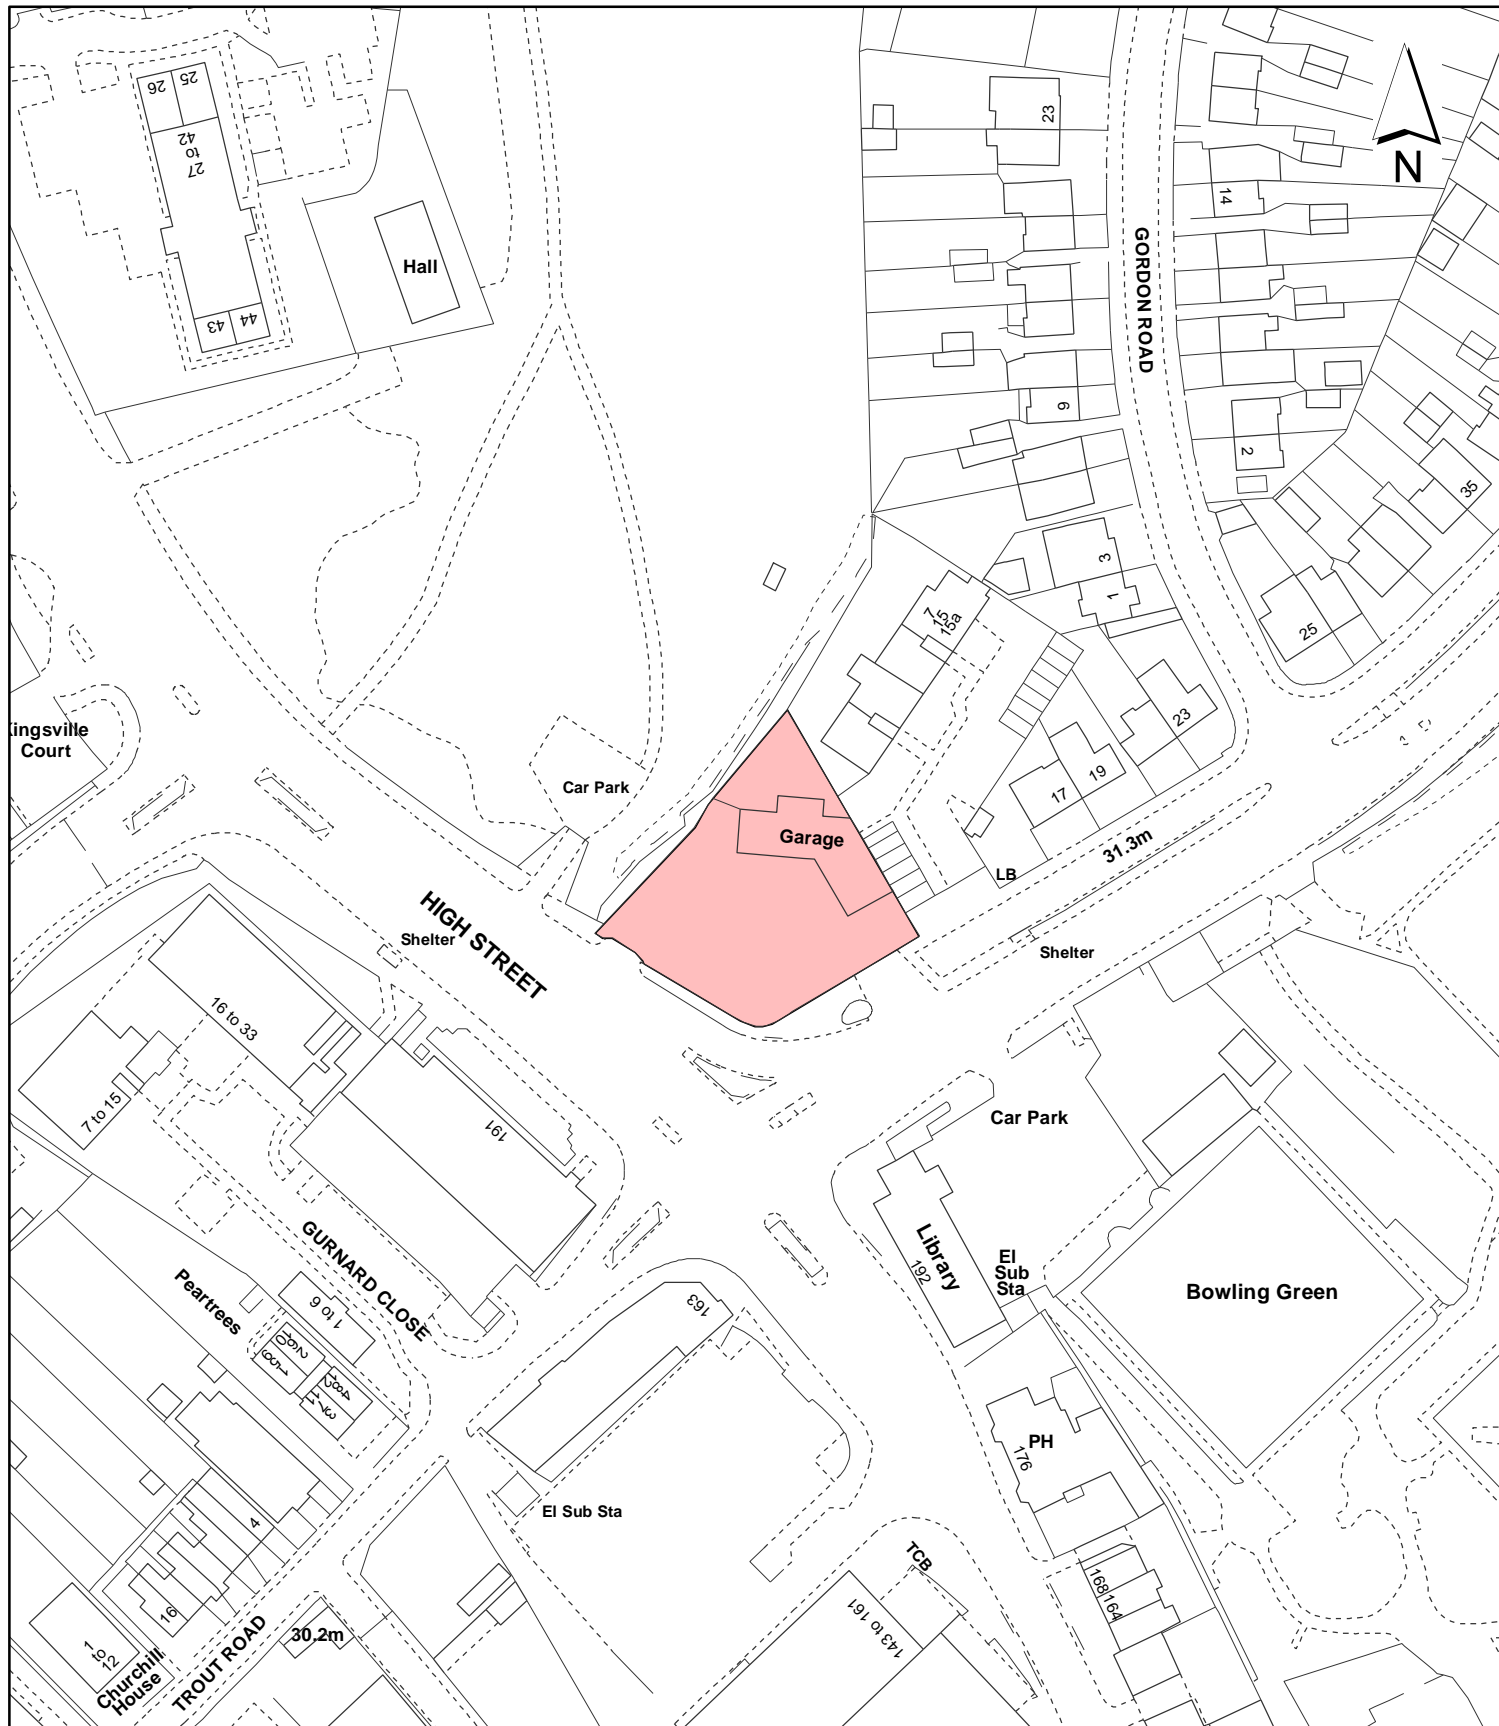 26
25
27
to
42
43
44
Hall
23
14
N
GORDON ROAD
9
2
35
3
1
25
7
15
15a
23
19
17
Kingsville
Court
Car Park
Garage
31.3m
LB
HIGH STREET
Shelter
Shelter
16 to 33
7 to 15
191
Car Park
Library
192
El
Sub
Sta
Bowling Green
GURNARD CLOSE
Peartrees
1 to 6
163
PH
176
El Sub Sta
4
16
TCB
168
164
143 to 161
30.2m
TROUT ROAD
1
to
12
Churchill
House